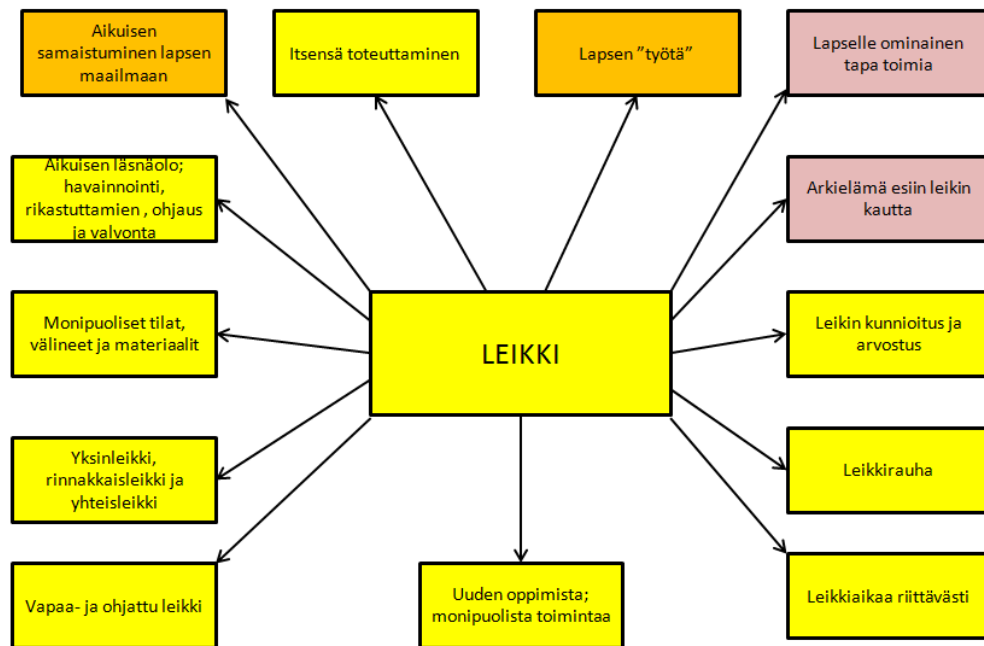 Aikuisen
samaistuminen lapsen
maailmaan
Itsensä toteuttaminen
Lapsen ”työtä”
Lapselle ominainen
tapa toimia
Aikuisen läsnäolo;
havainnointi,
rikastuttamien , ohjaus
ja valvonta
Arkielämä esiin leikin
kautta
Monipuoliset tilat,
välineet ja materiaalit
LEIKKI
Leikin kunnioitus ja
arvostus
Yksinleikki,
rinnakkaisleikki ja
yhteisleikki
Leikkirauha
Vapaa- ja ohjattu leikki
Uuden oppimista;
monipuolista toimintaa
Leikkiaikaa riittävästi